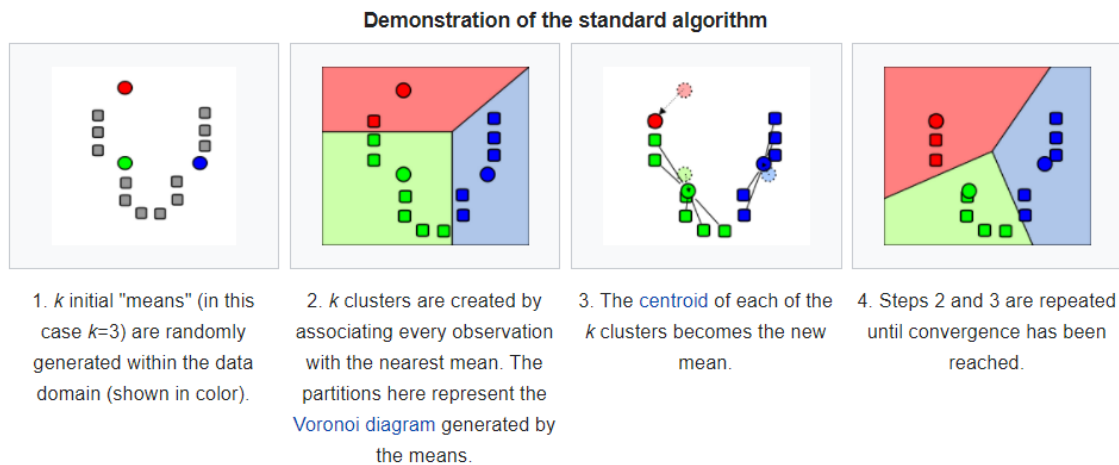 Demonstration of the standard algorithm
1. k initial "means" (in this
case k=3) are randomly
generated within the data
domain (shown in color).
2. k clusters are created by
associating every observation
with the nearest mean. The
partitions here represent the
Voronoi diagram generated by
the means.
3. The centroid of each of the
k clusters becomes the new
mean.
4. Steps 2 and 3 are repeated
until convergence has been
reached.